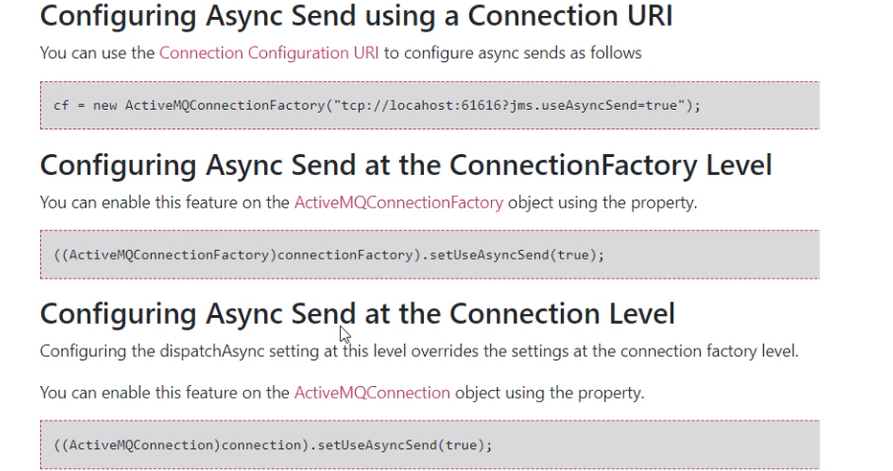 Configuring Async Send using a Connection URI
You can use the Connection Configuration URI to configure async sends as follows
cf = new ActiveMQConnectionFactory("tcp://locahost:61616?jms.useAsyncSend=true");
Configuring Async Send at the ConnectionFactory Level
You can enable this feature on the ActiveMQConnectionFactory object using the property.
((ActiveMQConnectionFactory)connectionFactory).setUseAsyncSend(true);
Configuring Async Send at the Connection Level
Configuring the dispatchAsync setting at this level overrides the settings at the connection factory level.
You can enable this feature on the ActiveMQConnection object using the property.
((ActiveMQConnection)connection).setUseAsyncSend(true);